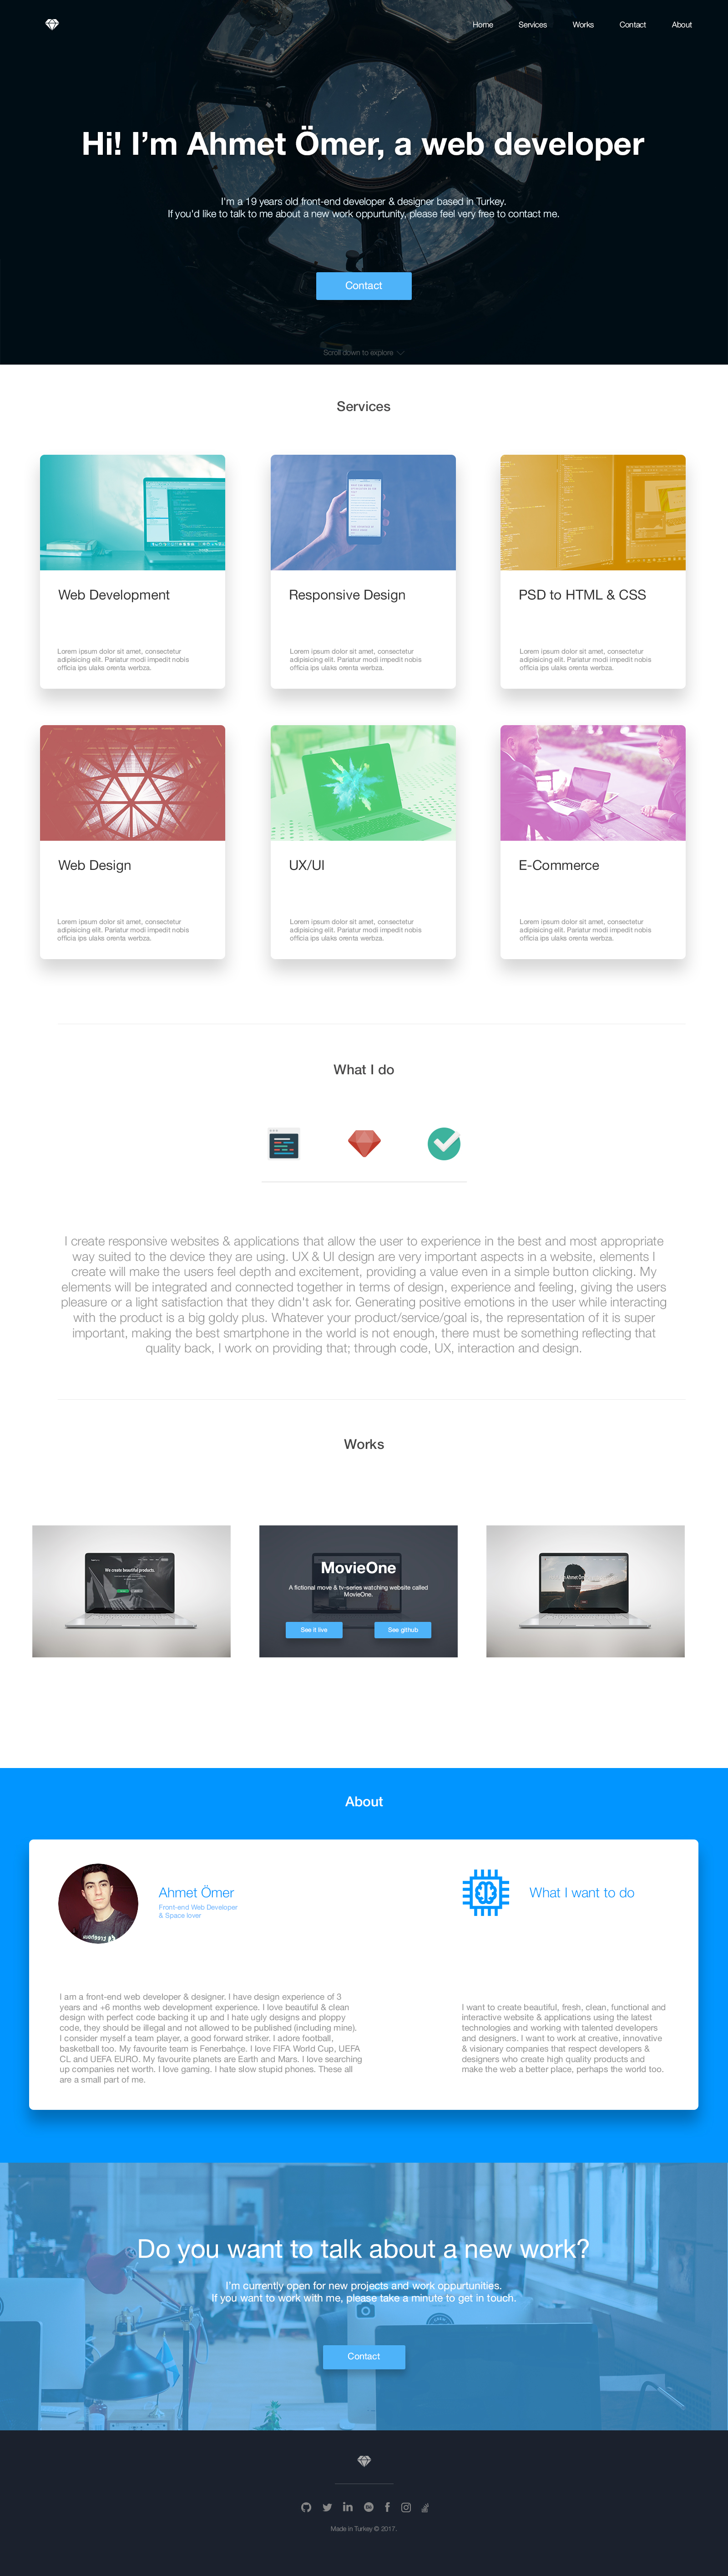 Home Services Works Contact About
Hi! I’m Ahmet Ömer, a web developer
I'm a 19 years old front-end developer & designer based in Turkey.
If you'd like to talk to me about a new work oppurtunity, please feel very free to contact me.
Contact
Scroll down to explore
Services
Web Development
Lorem ipsum dolor sit amet, consectetur
adipisicing elit. Pariatur modi impedit nobis
officia ips ulaks orenta werbza.
Responsive Design
Lorem ipsum dolor sit amet, consectetur
adipisicing elit. Pariatur modi impedit nobis
officia ips ulaks orenta werbza.
PSD to HTML & CSS
Lorem ipsum dolor sit amet, consectetur
adipisicing elit. Pariatur modi impedit nobis
officia ips ulaks orenta werbza.
Web Design
Lorem ipsum dolor sit amet, consectetur
adipisicing elit. Pariatur modi impedit nobis
officia ips ulaks orenta werbza.
UX/UI
Lorem ipsum dolor sit amet, consectetur
adipisicing elit. Pariatur modi impedit nobis
officia ips ulaks orenta werbza.
E-Commerce
Lorem ipsum dolor sit amet, consectetur
adipisicing elit. Pariatur modi impedit nobis
officia ips ulaks orenta werbza.
What I do
I create responsive websites & applications that allow the user to experience in the best and most appropriate
way suited to the device they are using. UX & UI design are very important aspects in a website, elements I
create will make the users feel depth and excitement, providing a value even in a simple button clicking. My
elements will be integrated and connected together in terms of design, experience and feeling, giving the users
pleasure or a light satisfaction that they didn't ask for. Generating positive emotions in the user while interacting
with the product is a big goldy plus. Whatever your product/service/goal is, the representation of it is super
important, making the best smartphone in the world is not enough, there must be something reflecting that
quality back, I work on providing that; through code, UX, interaction and design.
Works
We create beautiful products.
MovieOne
A fictional move & tv-series watching website called
MovieOne.
See it live
See github
About
Ahmet Ömer
Front-end Web Developer
& Space lover
I am a front-end web developer & designer. I have design experience of 3
years and +6 months web development experience. I love beautiful & clean
design with perfect code backing it up and I hate ugly designs and floppy
code, they should be illegal and not allowed to be published (including mine).
I consider myself a team player, a good forward striker. I adore football,
basketball too. My favourite team is Fenerbahçe. I love FIFA World Cup, UEFA
CL and UEFA EURO. My favourite planets are Earth and Mars. I love searching
up companies net worth. I love gaming. I hate slow stupid phones. These all
are a small part of me.
What I want to do
I want to create beautiful, fresh, clean, functional and
interactive website & applications using the latest
technologies and working with talented developers
and designers. I want to work at creative, innovative
& visionary companies that respect developers &
designers who create high quality products and
make the web a better place, perhaps the world too.
Do you want to talk about a new work?
I'm currently open for new projects and work oppurtunities.
If you want to work with me, please take a minute to get in touch.
Contact
Made in Turkey © 2017.